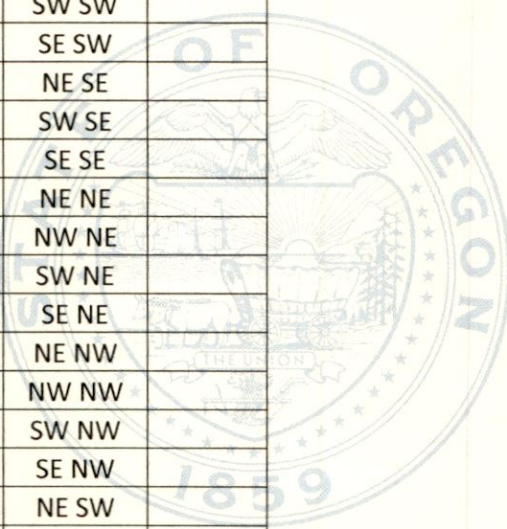 SW SW
SE SW
NE SE
SW SE
SE SE
NE NE
NW NE
SW NE
SE NE
NE NW
NW NW
SW NW
SE NW
NE SW
STATE OF OREGON
THE UNION
1859